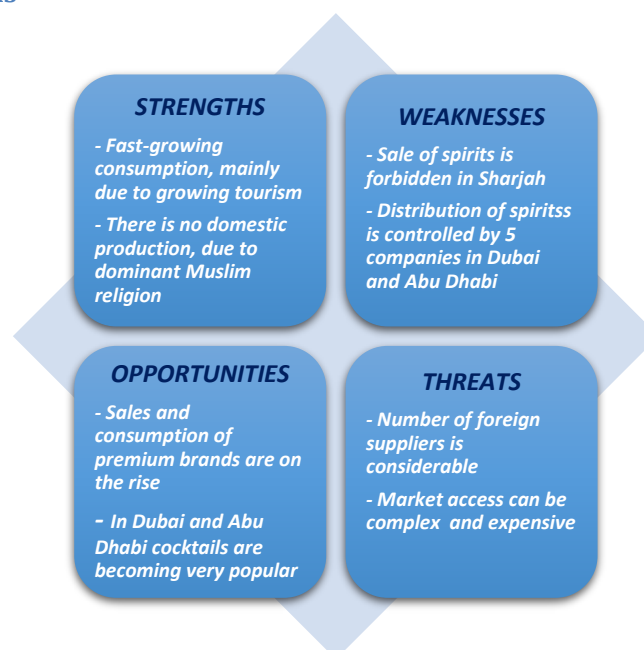 STRENGTHS
- Fast-growing
consumption, mainly
due to growing tourism
- There is no domestic
production, due to
dominant Muslim
religion
WEAKNESSES
- Sale of spirits is
forbidden in Sharjah
- Distribution of spiritss
is controlled by 5
companies in Dubai
and Abu Dhabi
OPPORTUNITIES
- Sales and
consumption of
premium brands are on
the rise
- In Dubai and Abu
Dhabi cocktails are
becoming very popular
THREATS
- Number of foreign
suppliers is
considerable
- Market access can be
complex and expensive